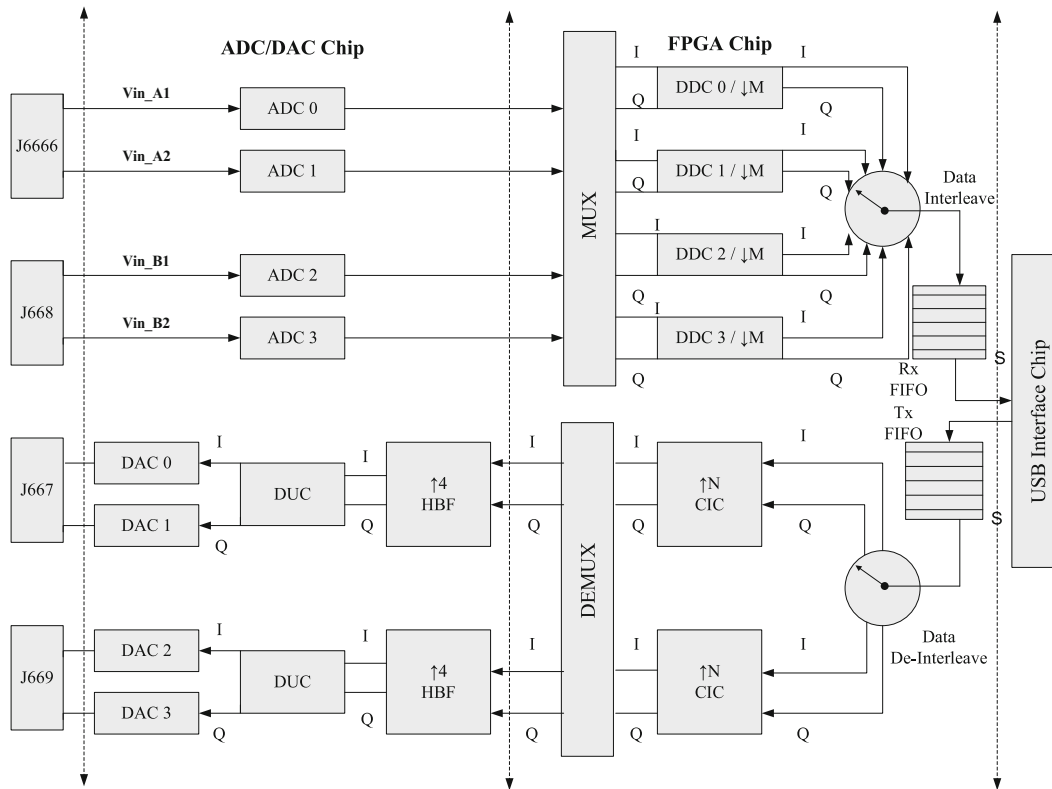 ADC/DAC Chip
FPGA Chip
J6666
Vin_A1
ADC 0
Vin_A2
ADC 1
J668
Vin_B1
ADC 2
Vin_B2
ADC 3
MUX
I
Q
DDC 0 / ↓M
I
Q
I
Q
DDC 1 / ↓M
I
Q
I
Q
DDC 2 / ↓M
I
Q
I
Q
DDC 3 / ↓M
I
Q
Data
Interleave
Rx
FIFO
Tx
FIFO
S
S
USB Interface Chip
J667
DAC 0
DAC 1
I
Q
DUC
I
Q
↑4
HBF
I
Q
DEMUX
I
Q
↑N
CIC
I
Q
J669
DAC 2
DAC 3
I
Q
DUC
I
Q
↑4
HBF
I
Q
I
Q
↑N
CIC
I
Q
Data
De-Interleave